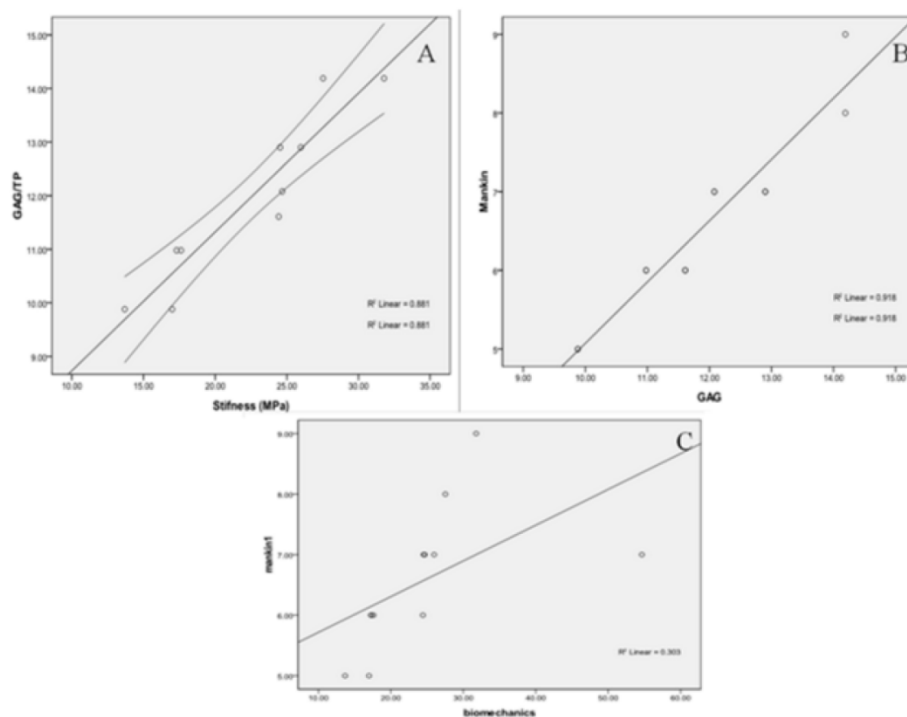 A
15.00
14.00
13.00
12.00
11.00
10.00
9.00
GAG/TP
R² Linear = 0.881
R² Linear = 0.881
10.00 15.00 20.00 25.00 30.00 35.00
Stifness (MPa)
B
9
8
7
6
5
Mankin
R² Linear = 0.918
R² Linear = 0.918
9.00 10.00 11.00 12.00 13.00 14.00 15.00
GAG
C
9.00
8.00
7.00
6.00
5.00
mankin1
R² Linear = 0.303
10.00 20.00 30.00 40.00 50.00 60.00
biomechanics